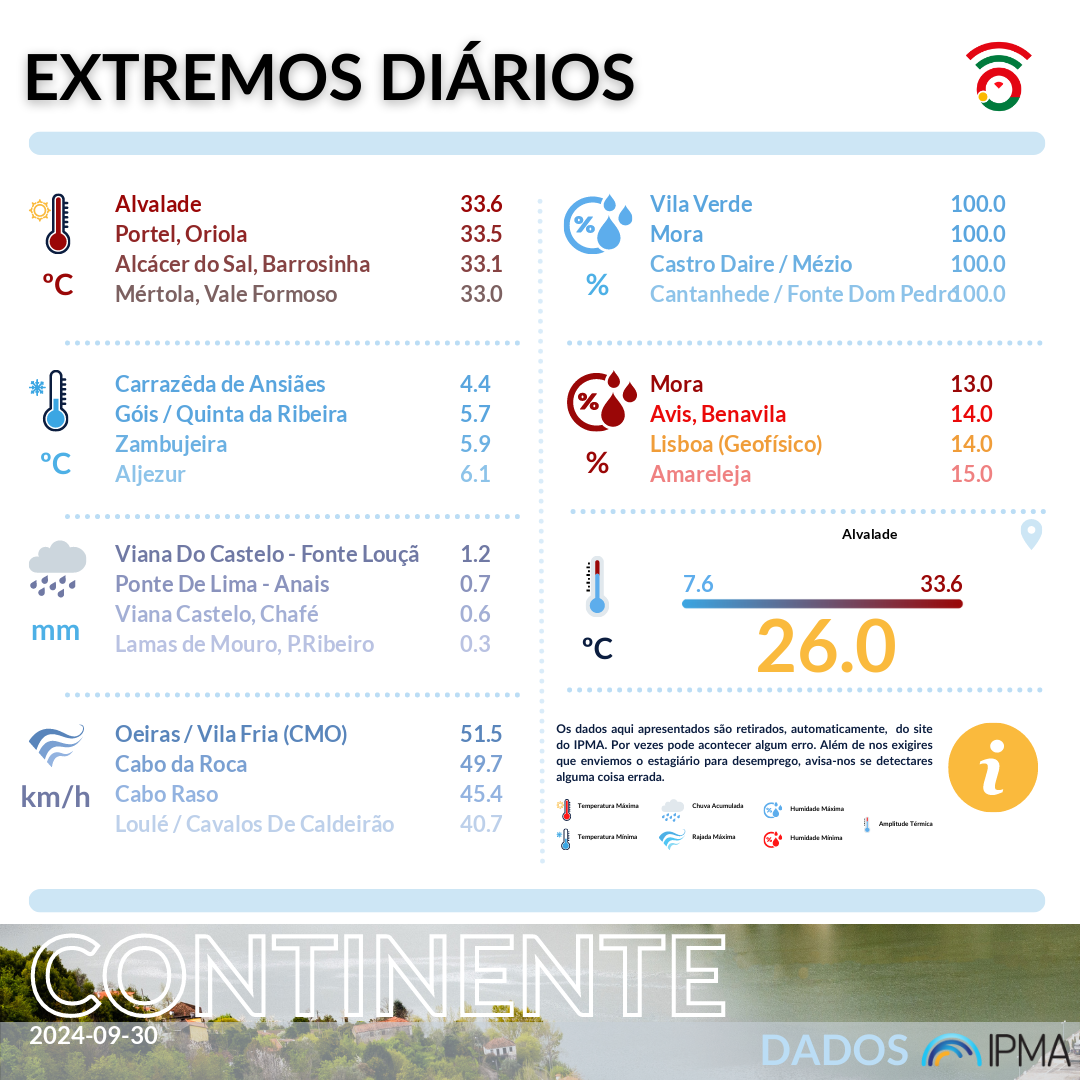 EXTREMOS DIÁRIOS
Alvalade 33.6
Portel, Oriola 33.5
Alcácer do Sal, Barrosinha 33.1
Mértola, Vale Formoso 33.0
ºC
Carrazêda de Ansiães 4.4
Góis / Quinta da Ribeira 5.7
Zambujeira 5.9
Aljezur 6.1
ºC
Viana Do Castelo - Fonte Louçã 1.2
Ponte De Lima - Anais 0.7
Viana Castelo, Chafé 0.6
Lamas de Mouro, P.Ribeiro 0.3
mm
Oeiras / Vila Fria (CMO) 51.5
Cabo da Roca 49.7
Cabo Raso 45.4
Loulé / Cavalos De Caldeirão 40.7
km/h
%
Vila Verde 100.0
Mora 100.0
Castro Daire / Mézio 100.0
Cantanhede / Fonte Dom Pedro 100.0
%
%
Mora 13.0
Avis, Benavila 14.0
Lisboa (Geofísico) 14.0
Amareleja 15.0
%
Alvalade
7.6 33.6
26.0
ºC
Os dados aqui apresentados são retirados, automaticamente, do site
do IPMA. Por vezes pode acontecer algum erro. Além de nos exigires
que enviemos o estagiário para desemprego, avisa-nos se detectares
alguma coisa errada.
i
Temperatura Máxima Chuva Acumulada Humidade Máxima
Amplitude Térmica
Temperatura Mínima Rajada Máxima Humidade Mínima
CONTINENTE
2024-09-30
DADOS IPMA